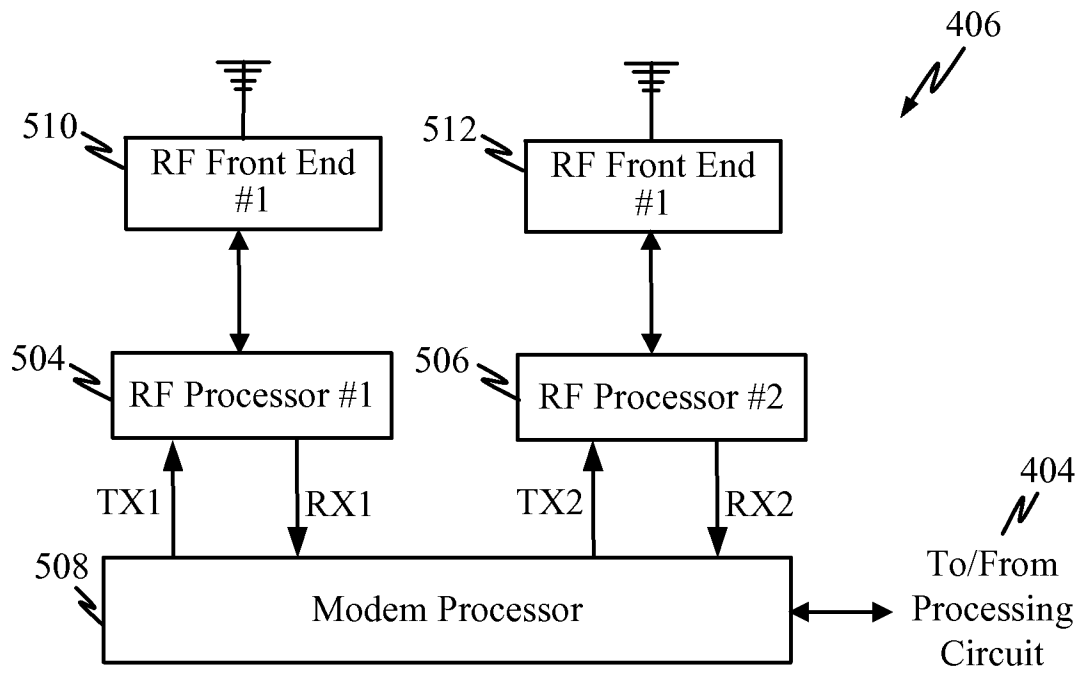 406
510
RF Front End
#1
512
RF Front End
#1
504
RF Processor #1
506
RF Processor #2
TX1
RX1
TX2
RX2
404
508
Modem Processor
To/From
Processing
Circuit